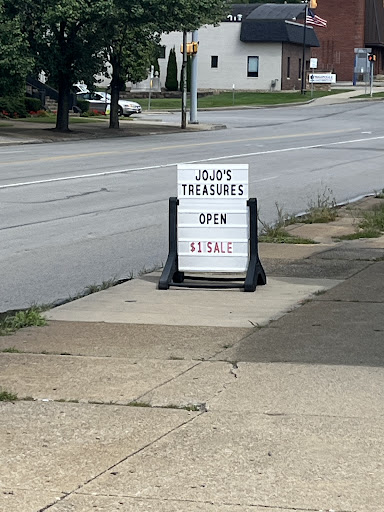 JOJO'S
TREASURES
OPEN
$1 SALE